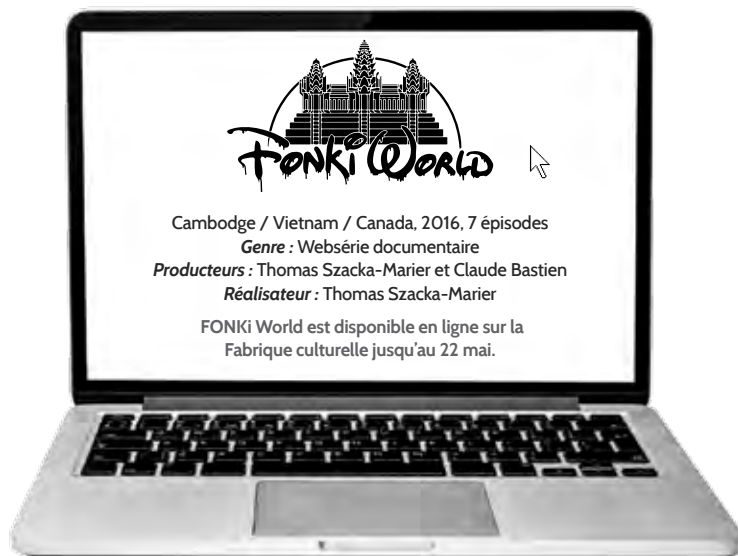 FONKi WORLD
Cambodge / Vietnam / Canada, 2016, 7 épisodes
Genre : Websérie documentaire
Producteurs : Thomas Szacka-Marier et Claude Bastien
Réalisateur : Thomas Szacka-Marier
FONKi World est disponible en ligne sur la
Fabrique culturelle jusqu'au 22 mai.